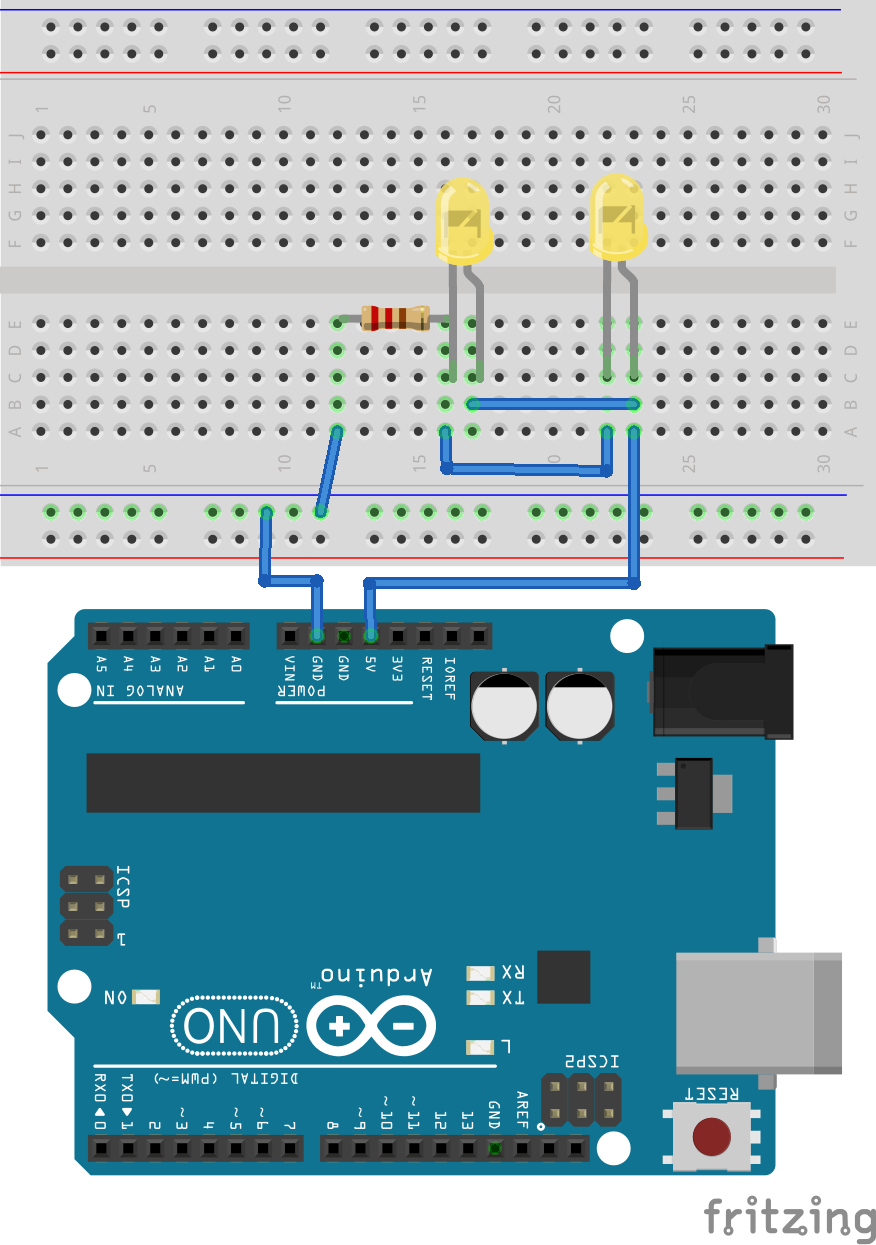 1 5 10 15 20 25 30
J J
I I
H H
G G
F F
E E
D D
C C
B B
A A
1 5 10 15 20 25 30
A5 A4 A3 A2 A1 A0 VIN GND GND 5V 3V3 RESET IOREF
ANALOG IN POWER
ICSP
1
Arduino™
RX
TX
ON
UNO
L
DIGITAL (PWM=~)
ICSP2
RX0◀0 TX0▶1 2 ~3 4 ~5 ~6 7 8 ~9 ~10 ~11 12 13 GND AREF
RESET
fritzing